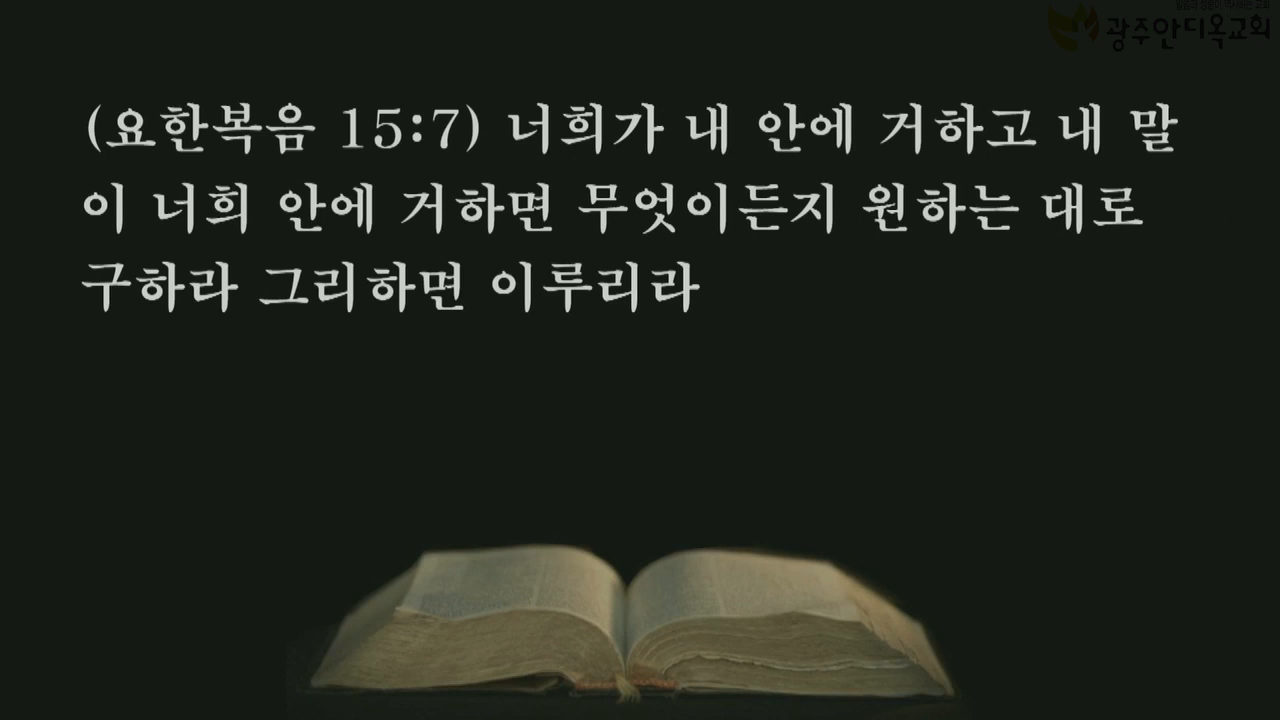 광주안디옥교회
(요한복음 15:7) 너희가 내 안에 거하고 내 말
이 너희 안에 거하면 무엇이든지 원하는 대로
구하라 그리하면 이루리라